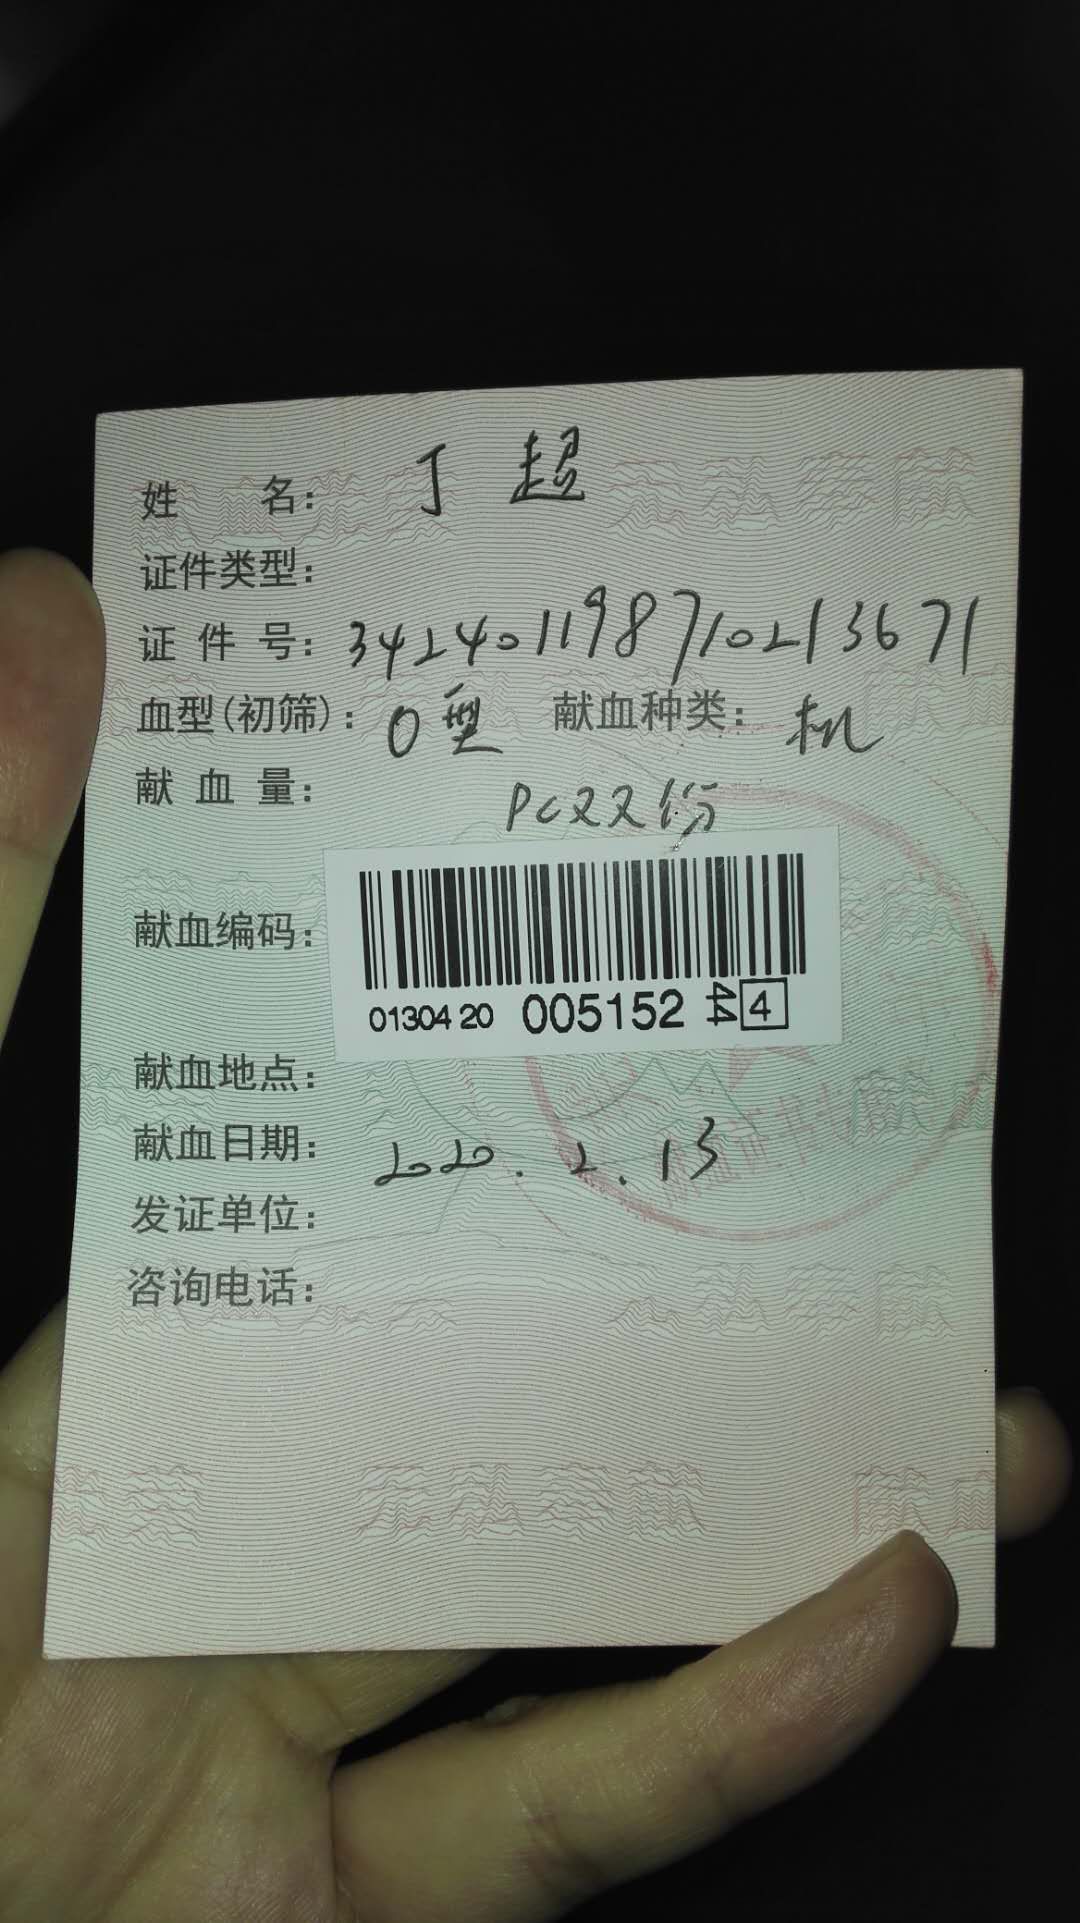 姓 名： 丁超
证件类型：
证件号： 342401198710213671
血型(初筛)： O型 献血种类： 机
献血量： PC双份
献血编码：
01304 20 005152 4
献血地点：
献血日期： 2020.2.13
发证单位：
咨询电话：